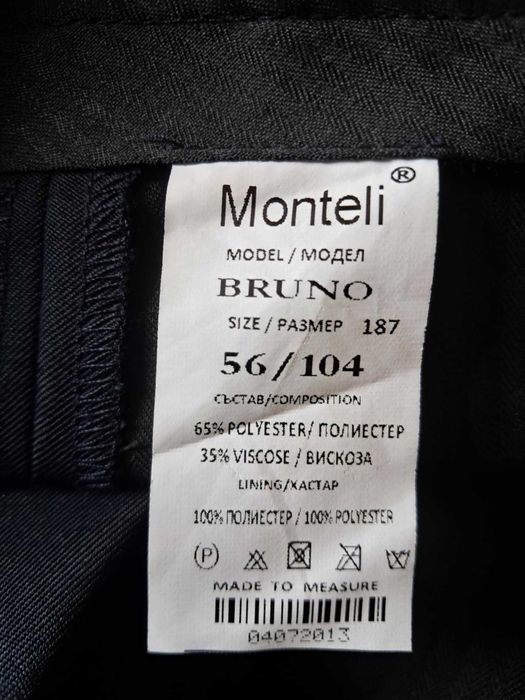 Monteli®
MODEL / МОДЕЛ
BRUNO
SIZE / РАЗМЕР 187
56/104
СЪСТАВ/COMPOSITION
65% POLYESTER/ ПОЛИЕСТЕР
35% VISCOSE / ВИСКОЗА
LINING/ХАСТАР
100% ПОЛИЕСТЕР / 100% POLYESTER
P
MADE TO MEASURE
04072013